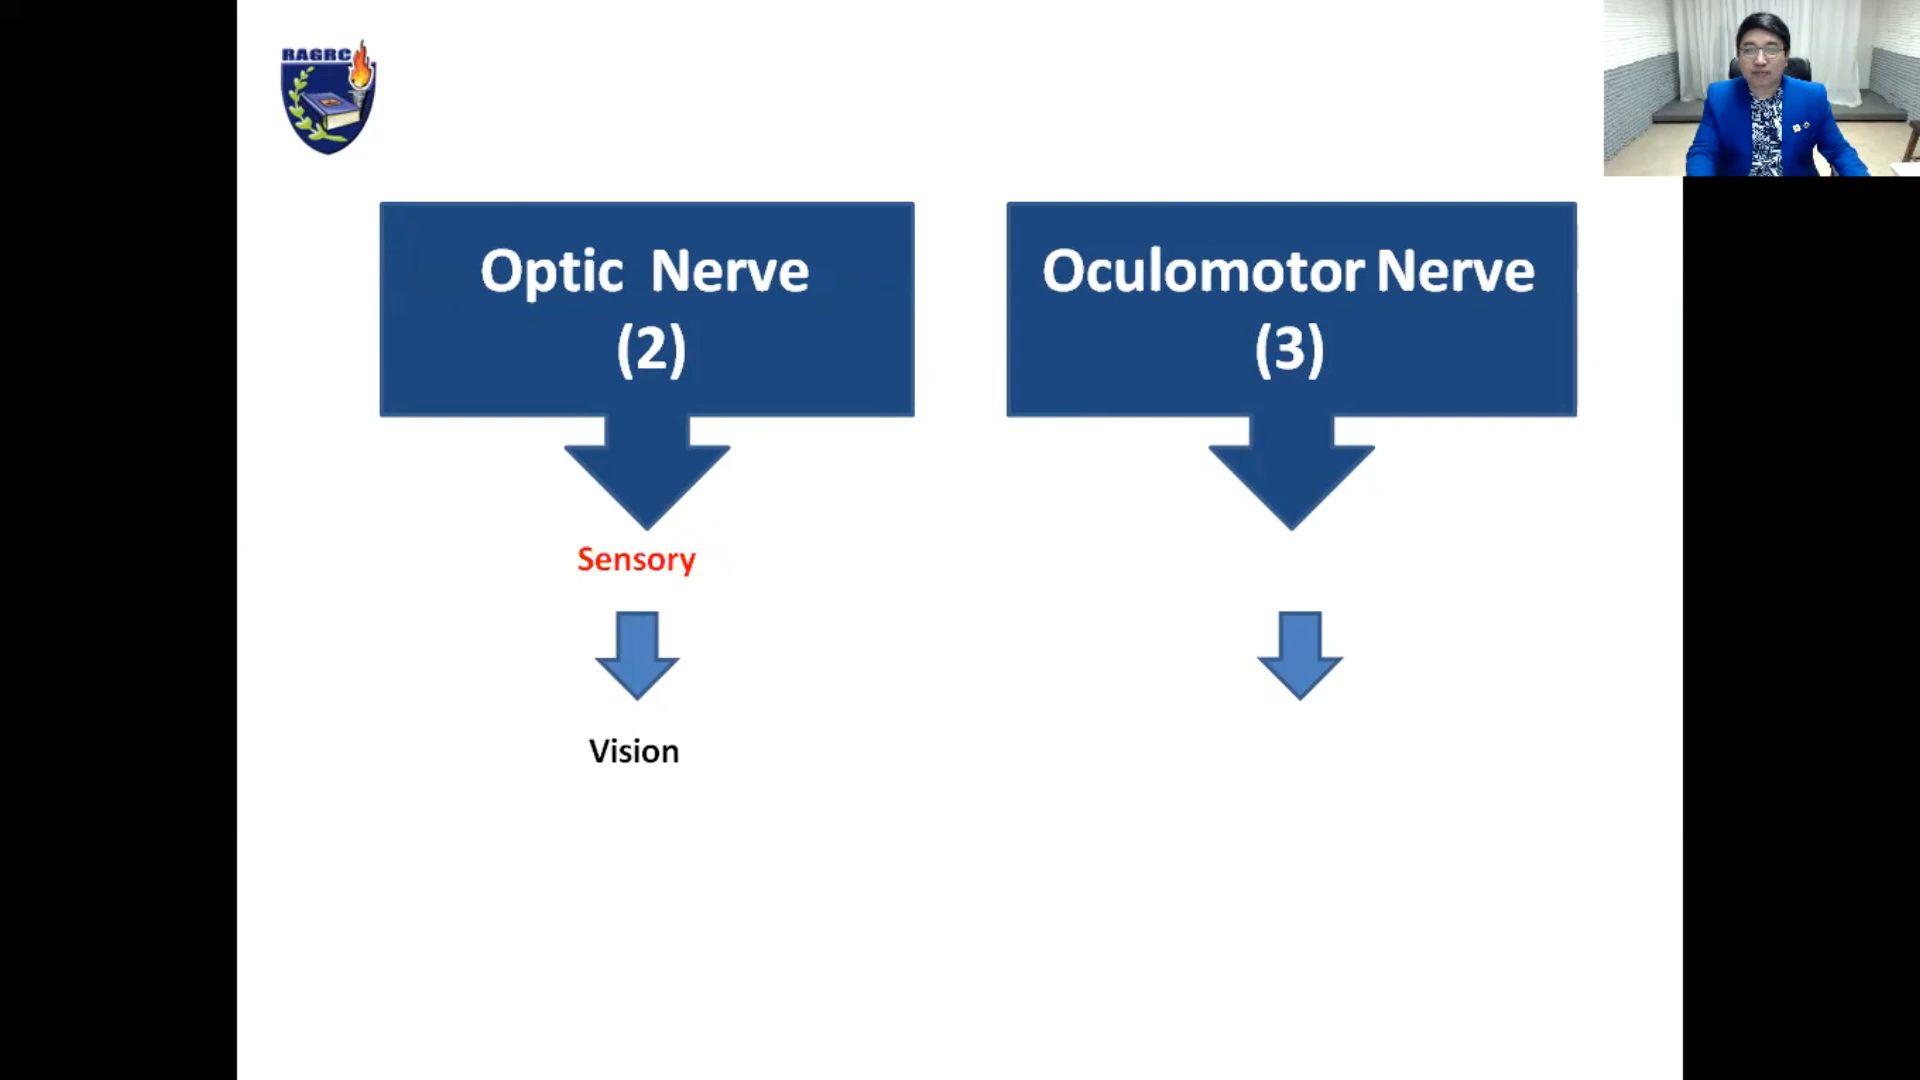 RAGRC
Optic Nerve
(2)
Oculomotor Nerve
(3)
Sensory
Vision